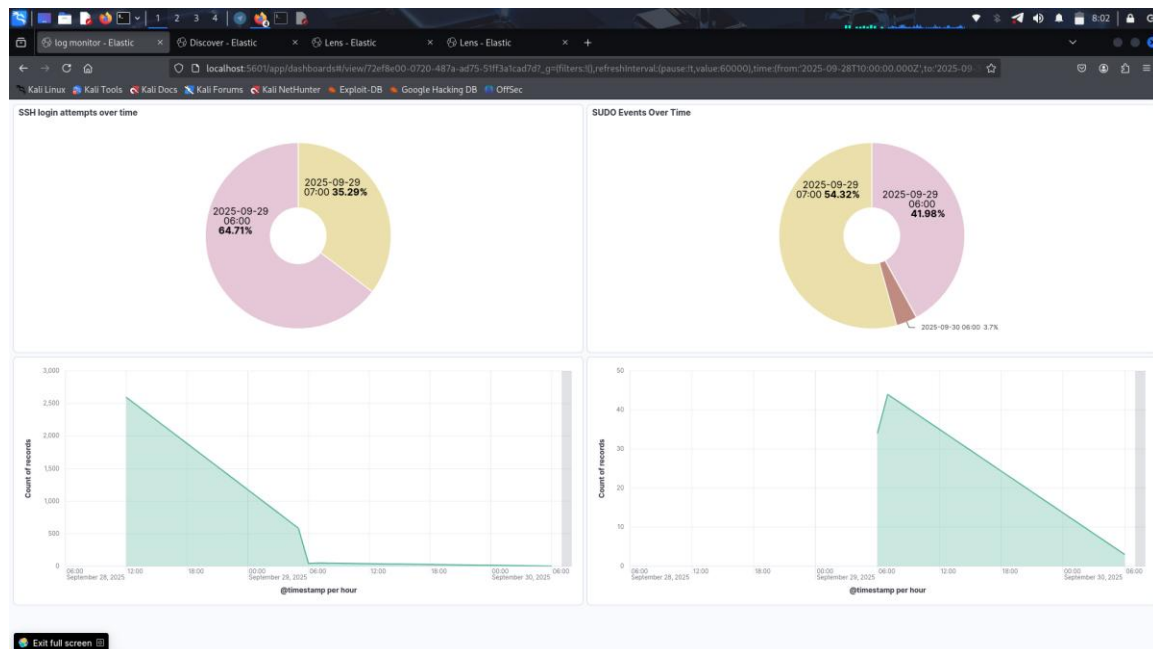 1 2 3 4
8:02
log monitor - Elastic
Discover - Elastic
Lens - Elastic
Lens - Elastic
localhost:5601/app/dashboards#/view/72ef8e00-0720-487a-ad75-51ff3a1cad7d?_g=(filters:!(),refreshInterval:(pause:!t,value:60000),time:(from:'2025-09-28T10:00:00.000Z',to:'2025-09-
Kali Linux Kali Tools Kali Docs Kali Forums Kali NetHunter Exploit-DB Google Hacking DB OffSec
SSH login attempts over time
2025-09-29
07:00 35.29%
2025-09-29
06:00
64.71%
SUDO Events Over Time
2025-09-29
07:00 54.32%
2025-09-29
06:00
41.98%
2025-09-30 06:00 3.7%
3,000
2,500
2,000
1,500
1,000
500
0
Count of records
06:00 12:00 18:00 00:00 06:00 12:00 18:00 00:00 06:00
September 28, 2025 September 29, 2025 September 30, 2025
@timestamp per hour
50
40
30
20
10
0
Count of records
06:00 12:00 18:00 00:00 06:00 12:00 18:00 00:00 06:00
September 28, 2025 September 29, 2025 September 30, 2025
@timestamp per hour
Exit full screen